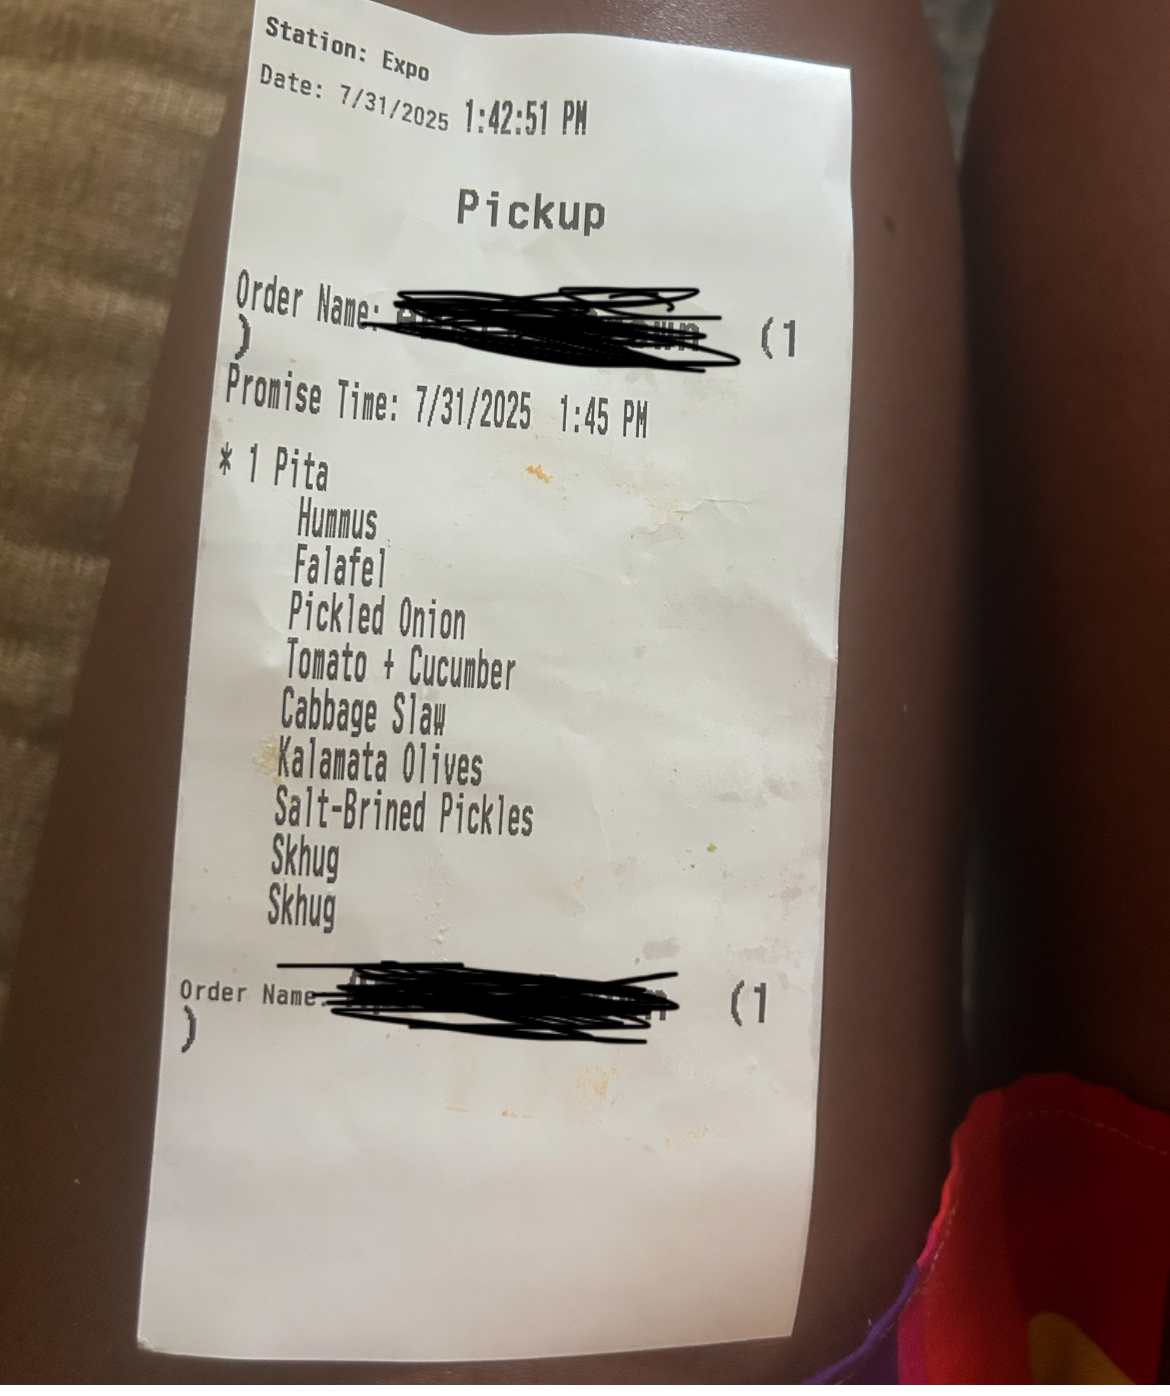 Station: Expo
Date: 7/31/2025 1:42:51 PM
Pickup
Order Name: (1
)
Promise Time: 7/31/2025 1:45 PM
* 1 Pita
Hummus
Falafel
Pickled Onion
Tomato + Cucumber
Cabbage Slaw
Kalamata Olives
Salt-Brined Pickles
Skhug
Skhug
Order Name: (1
)